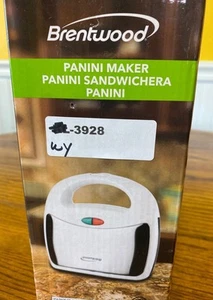 Brentwood
PANINI MAKER
PANINI SANDWICHERA
PANINI
-3928
WY